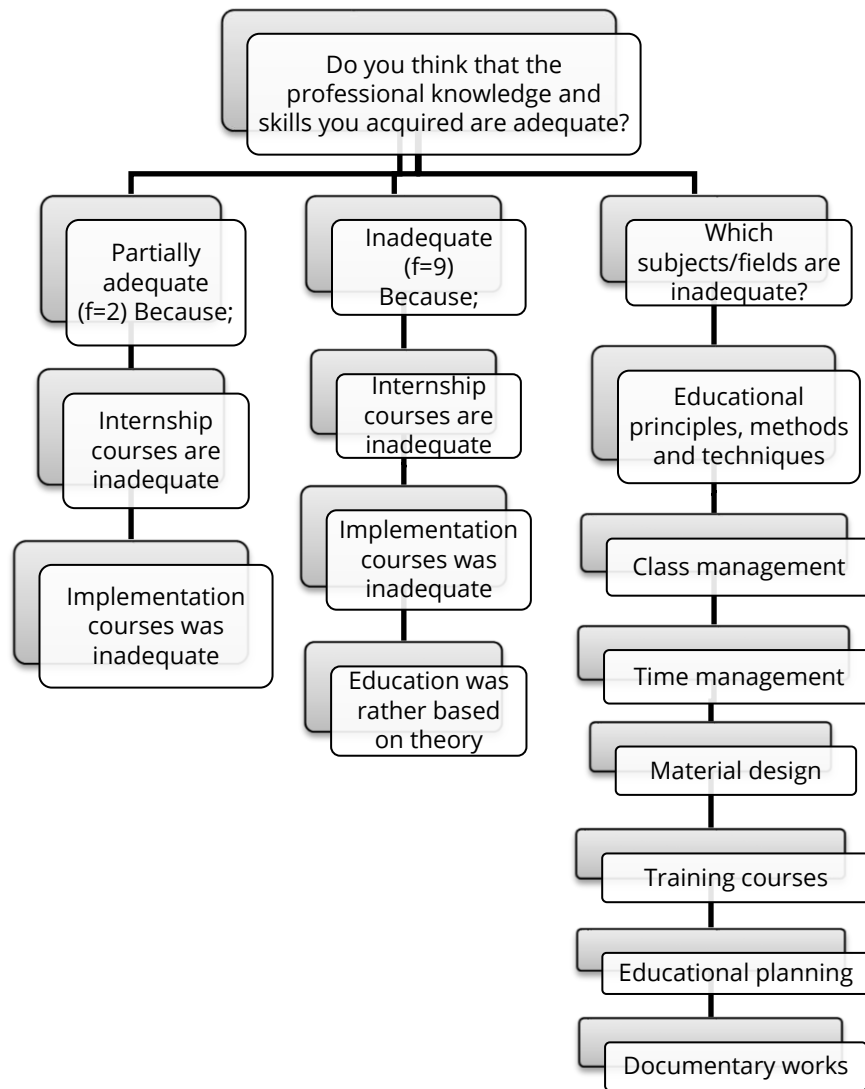 Do you think that the
professional knowledge and
skills you acquired are adequate?
Partially
adequate
(f=2) Because;
Internship
courses are
inadequate
Implementation
courses was
inadequate
Inadequate
(f=9)
Because;
Internship
courses are
inadequate
Implementation
courses was
inadequate
Education was
rather based
on theory
Which
subjects/fields are
inadequate?
Educational
principles, methods
and techniques
Class management
Time management
Material design
Training courses
Educational planning
Documentary works